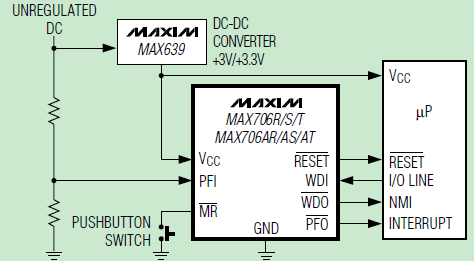 UNREGULATED
DC
MAXIM
MAX639
DC-DC
CONVERTER
+3V/+3.3V
VCC
μP
MAXIM
MAX706R/S/T
MAX706AR/AS/AT
VCC
RESET
RESET
PFI
WDI
I/O LINE
MR
WDO
NMI
PUSHBUTTON
SWITCH
GND
PFO
INTERRUPT